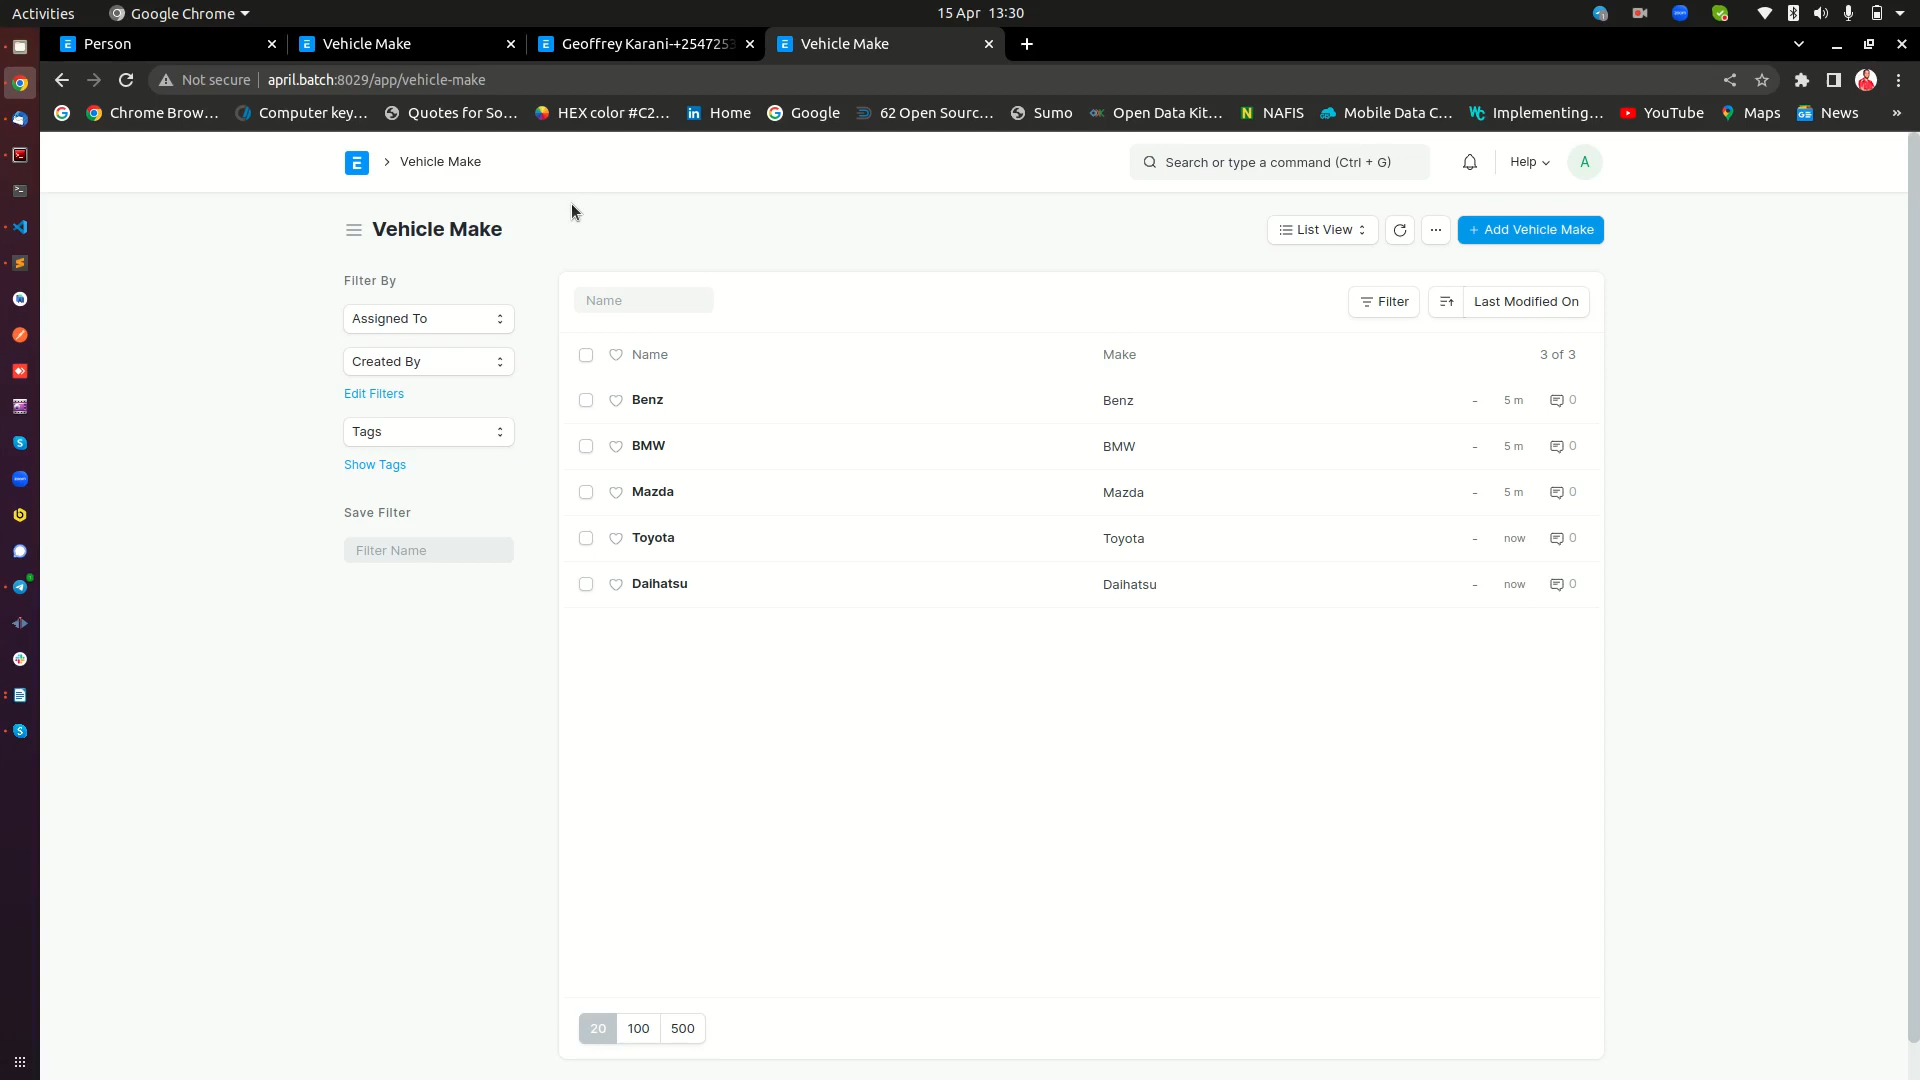 Activities Google Chrome 15 Apr 13:30
Person Vehicle Make Geoffrey Karani-+2547253 Vehicle Make
Not secure april.batch:8029/app/vehicle-make
Chrome Brow... Computer key... Quotes for So... HEX color #C2... Home Google 62 Open Sourc... Sumo Open Data Kit... NAFIS Mobile Data C... Implementing... YouTube Maps News »
E Vehicle Make Search or type a command (Ctrl + G) Help A
Vehicle Make List View ... + Add Vehicle Make
Filter By
Name Filter Last Modified On
Assigned To
Name Make 3 of 3
Created By
Edit Filters
Benz Benz - 5 m 0
Tags
BMW BMW - 5 m 0
Show Tags
Mazda Mazda - 5 m 0
Save Filter
Toyota Toyota - now 0
Filter Name
Daihatsu Daihatsu - now 0
20 100 500